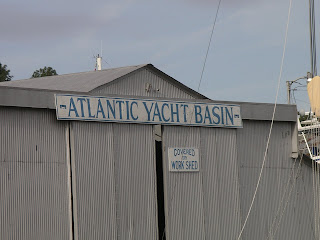 ATLANTIC YACHT BASIN
COVERED
WORK SHED